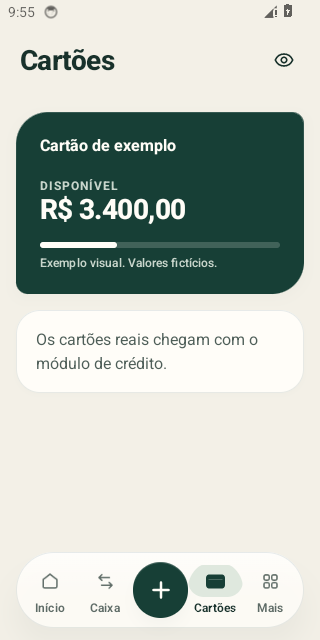 9:55
Cartões
Cartão de exemplo
DISPONÍVEL
R$ 3.400,00
Exemplo visual. Valores fictícios.
Os cartões reais chegam com o
módulo de crédito.
Início
Caixa
Cartões
Mais